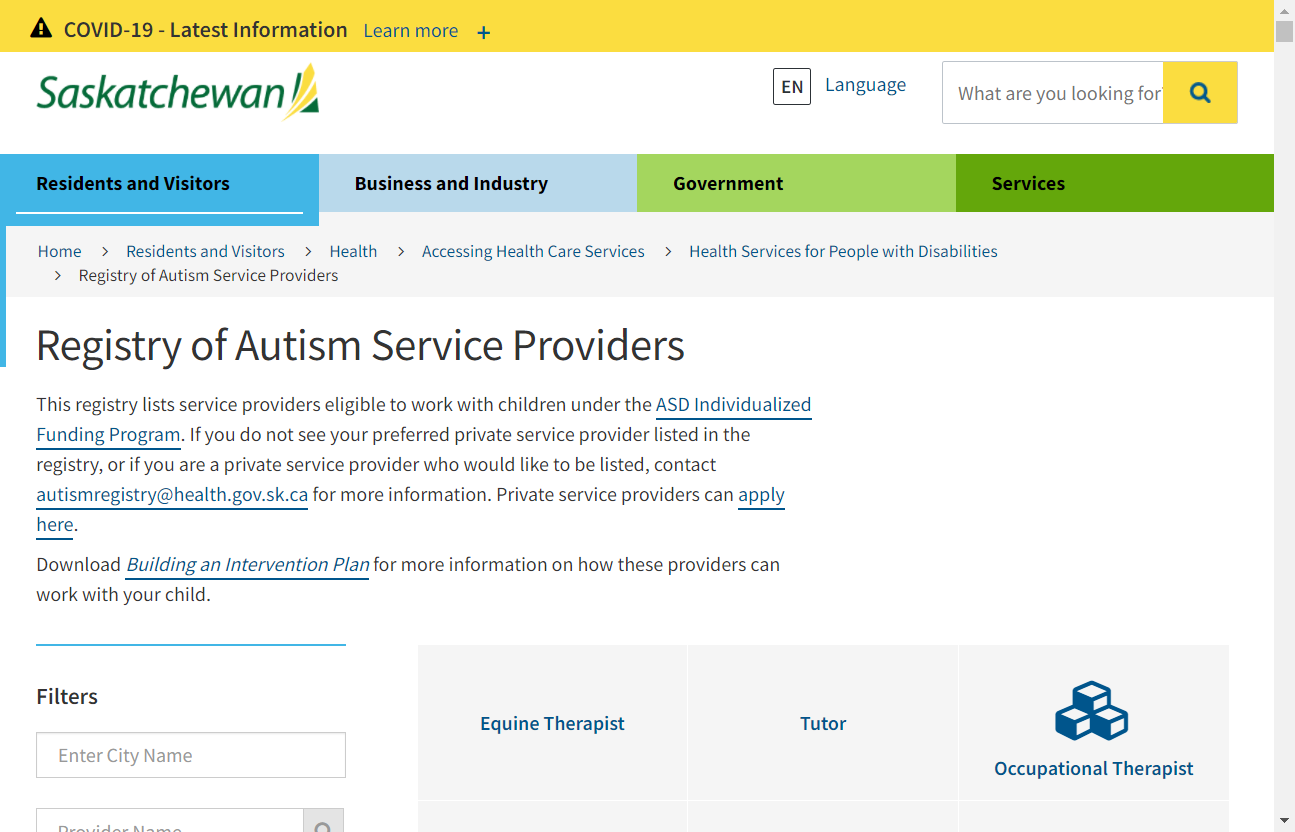 COVID-19 - Latest Information Learn more +
Saskatchewan
EN Language
What are you looking for
Residents and Visitors
Business and Industry
Government
Services
Home > Residents and Visitors > Health > Accessing Health Care Services > Health Services for People with Disabilities
> Registry of Autism Service Providers
Registry of Autism Service Providers
This registry lists service providers eligible to work with children under the ASD Individualized
Funding Program. If you do not see your preferred private service provider listed in the
registry, or if you are a private service provider who would like to be listed, contact
autismregistry@health.gov.sk.ca for more information. Private service providers can apply
here.
Download Building an Intervention Plan for more information on how these providers can
work with your child.
Filters
Enter City Name
Provider Name
Equine Therapist
Tutor
Occupational Therapist